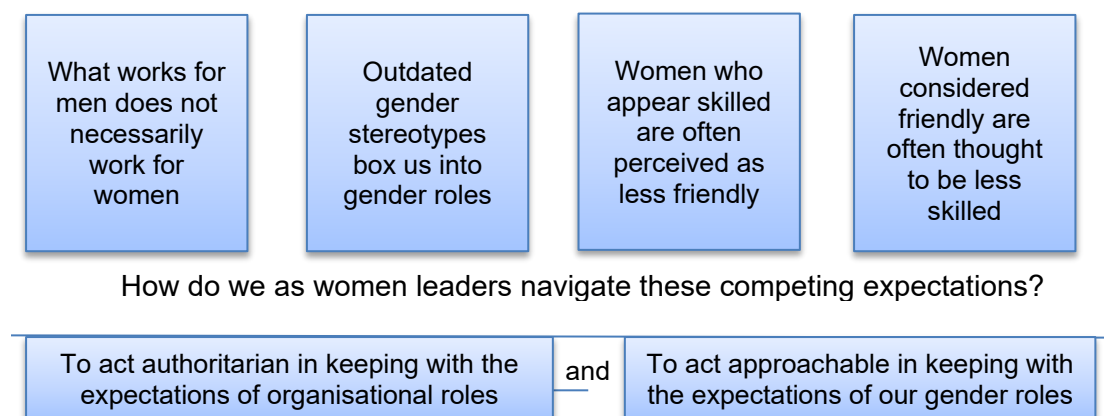 What works for
men does not
necessarily
work for
women
Outdated
gender
stereotypes
box us into
gender roles
Women who
appear skilled
are often
perceived as
less friendly
Women
considered
friendly are
often thought
to be less
skilled
How do we as women leaders navigate these competing expectations?
To act authoritarian in keeping with the
expectations of organisational roles
and
To act approachable in keeping with
the expectations of our gender roles